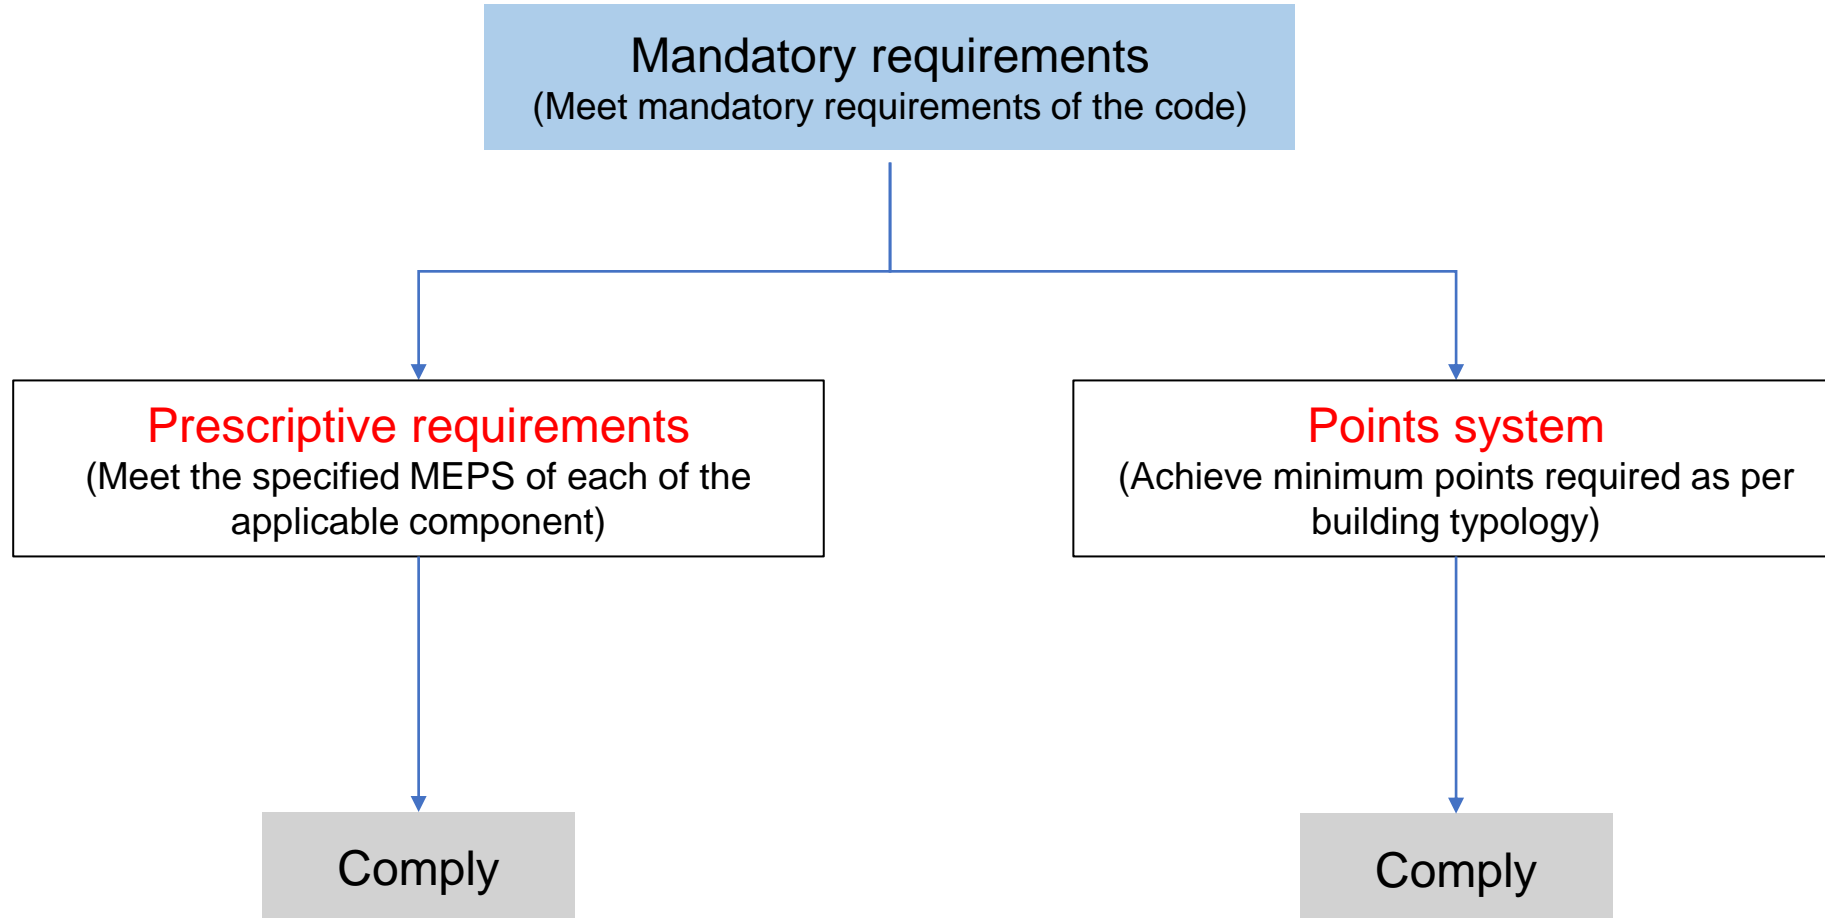 Mandatory requirements
(Meet mandatory requirements of the code)
Prescriptive requirements
(Meet the specified MEPS of each of the
applicable component)
Points system
(Achieve minimum points required as per
building typology)
Comply
Comply